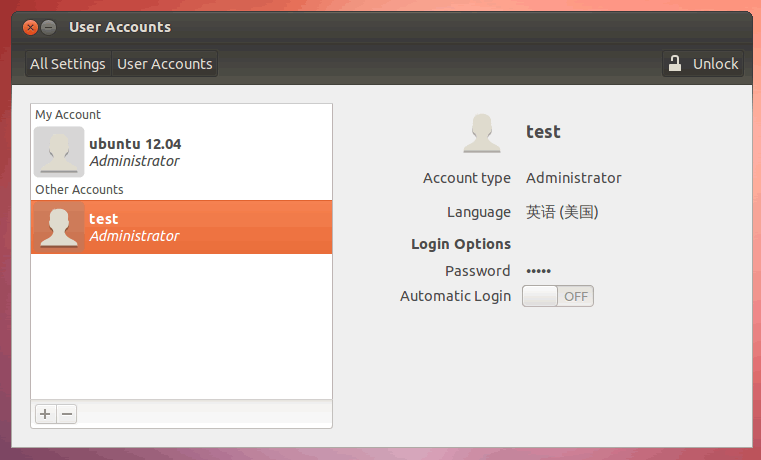 User Accounts
All Settings User Accounts Unlock
My Account
ubuntu 12.04
Administrator
Other Accounts
test
Administrator
test
Account type Administrator
Language 英语 (美国)
Login Options
Password •••••
Automatic Login OFF